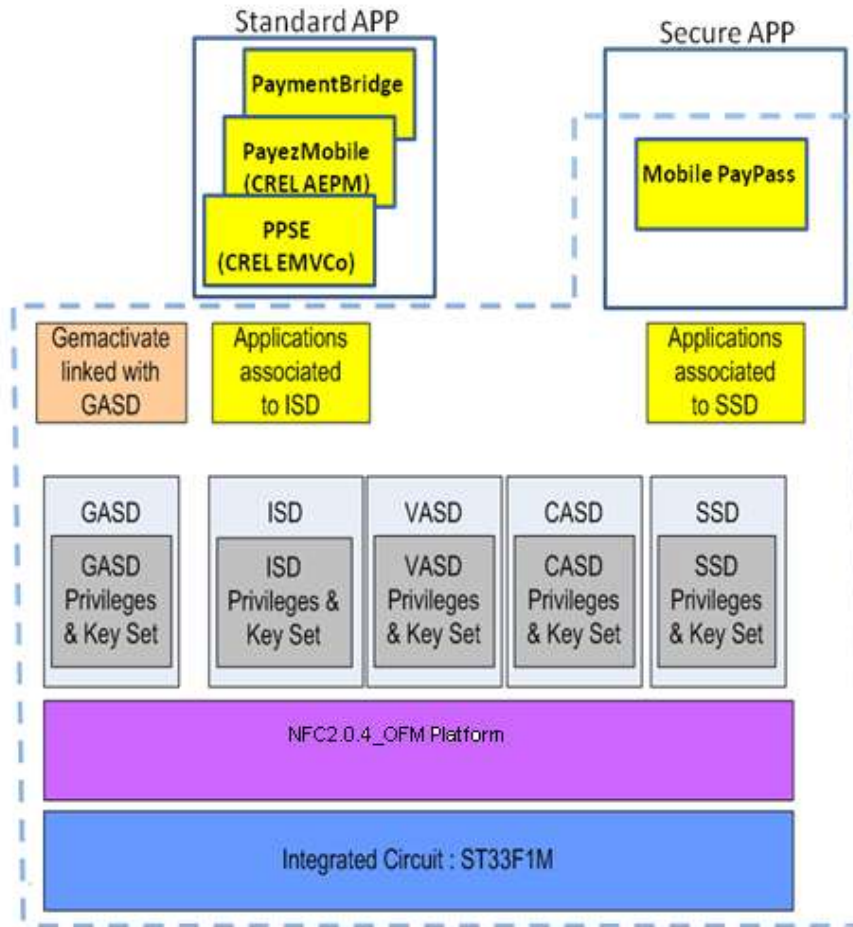 Standard APP
Secure APP
PaymentBridge
PayezMobile
(CREL AEPM)
PPSE
(CREL EMVCo)
Mobile PayPass
Gemactivate
linked with
GASD
Applications
associated
to ISD
Applications
associated
to SSD
GASD
GASD
Privileges
& Key Set
ISD
ISD
Privileges &
Key Set
VASD
VASD
Privileges
& Key Set
CASD
CASD
Privileges
& Key Set
SSD
SSD
Privileges
& Key Set
NFC2.0.4_OFM Platform
Integrated Circuit : ST33F1M